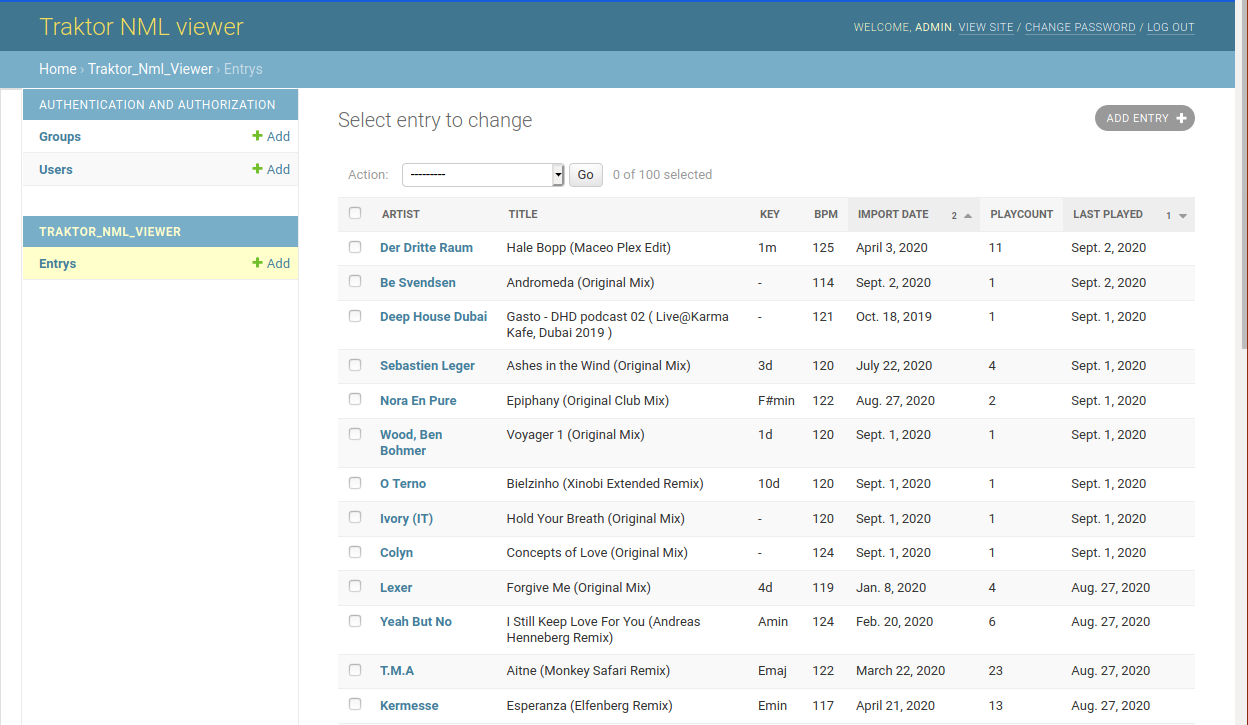 Traktor NML viewer
WELCOME, ADMIN. VIEW SITE / CHANGE PASSWORD / LOG OUT
Home › Traktor_Nml_Viewer › Entrys
AUTHENTICATION AND AUTHORIZATION
Groups + Add
Users + Add
TRAKTOR_NML_VIEWER
Entrys + Add
Select entry to change
ADD ENTRY +
Action: --------- Go 0 of 100 selected
ARTIST TITLE KEY BPM IMPORT DATE 2 PLAYCOUNT LAST PLAYED 1
Der Dritte Raum Hale Bopp (Maceo Plex Edit) 1m 125 April 3, 2020 11 Sept. 2, 2020
Be Svendsen Andromeda (Original Mix) - 114 Sept. 2, 2020 1 Sept. 2, 2020
Deep House Dubai Gasto - DHD podcast 02 ( Live@Karma - 121 Oct. 18, 2019 1 Sept. 1, 2020
Kafe, Dubai 2019 )
Sebastien Leger Ashes in the Wind (Original Mix) 3d 120 July 22, 2020 4 Sept. 1, 2020
Nora En Pure Epiphany (Original Club Mix) F#min 122 Aug. 27, 2020 2 Sept. 1, 2020
Wood, Ben Voyager 1 (Original Mix) 1d 120 Sept. 1, 2020 1 Sept. 1, 2020
Bohmer
O Terno Bielzinho (Xinobi Extended Remix) 10d 120 Sept. 1, 2020 1 Sept. 1, 2020
Ivory (IT) Hold Your Breath (Original Mix) - 120 Sept. 1, 2020 1 Sept. 1, 2020
Colyn Concepts of Love (Original Mix) - 124 Sept. 1, 2020 1 Sept. 1, 2020
Lexer Forgive Me (Original Mix) 4d 119 Jan. 8, 2020 4 Aug. 27, 2020
Yeah But No I Still Keep Love For You (Andreas Amin 124 Feb. 20, 2020 6 Aug. 27, 2020
Henneberg Remix)
T.M.A Aitne (Monkey Safari Remix) Emaj 122 March 22, 2020 23 Aug. 27, 2020
Kermesse Esperanza (Elfenberg Remix) Emin 117 April 21, 2020 13 Aug. 27, 2020